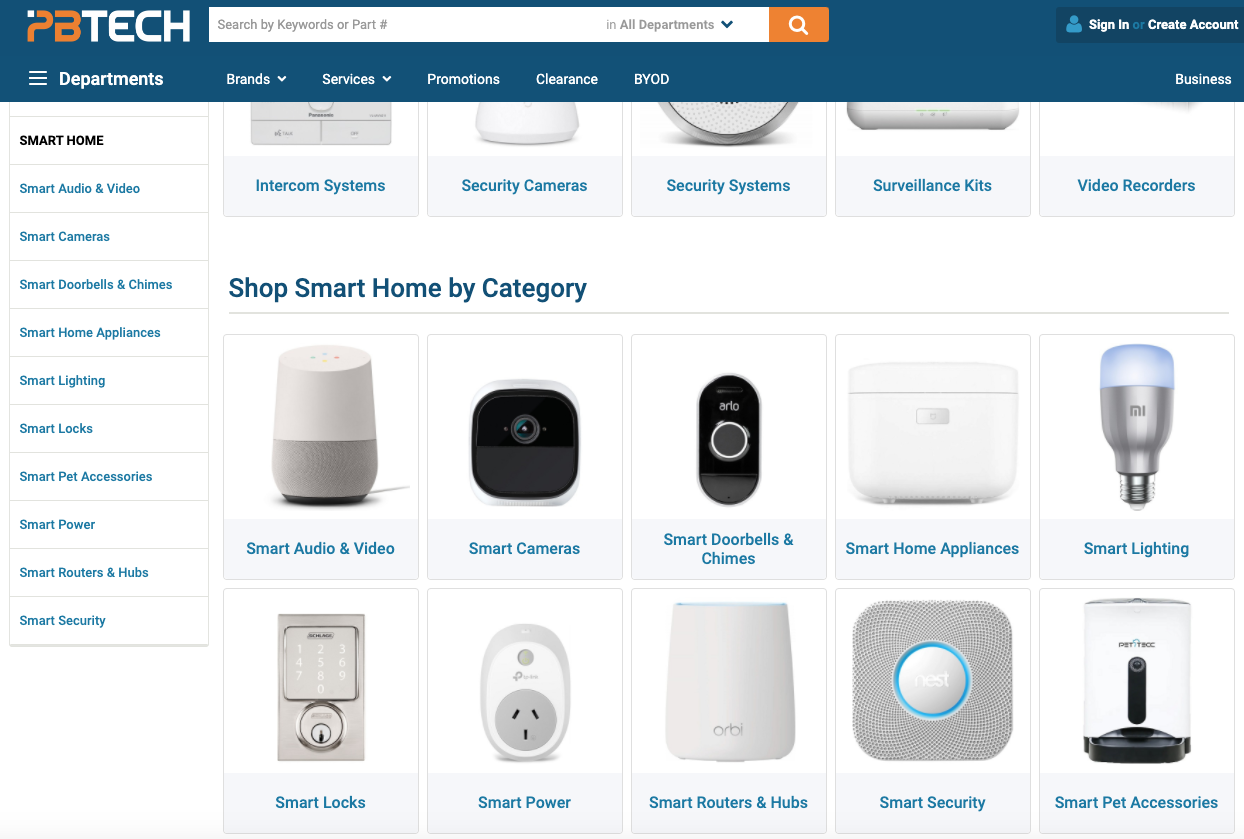 PBTECH
Search by Keywords or Part #
in All Departments
Sign In or Create Account
Departments
Brands
Services
Promotions
Clearance
BYOD
Business
SMART HOME
Smart Audio & Video
Smart Cameras
Smart Doorbells & Chimes
Smart Home Appliances
Smart Lighting
Smart Locks
Smart Pet Accessories
Smart Power
Smart Routers & Hubs
Smart Security
Panasonic
Intercom Systems
Security Cameras
Security Systems
Surveillance Kits
Video Recorders
Shop Smart Home by Category
arlo
MI
Smart Audio & Video
Smart Cameras
Smart Doorbells &
Chimes
Smart Home Appliances
Smart Lighting
SCHLAGE
1 2 3
4 5 6
7 8 9
0
tp-link
orbi
nest
PETTECC
Smart Locks
Smart Power
Smart Routers & Hubs
Smart Security
Smart Pet Accessories